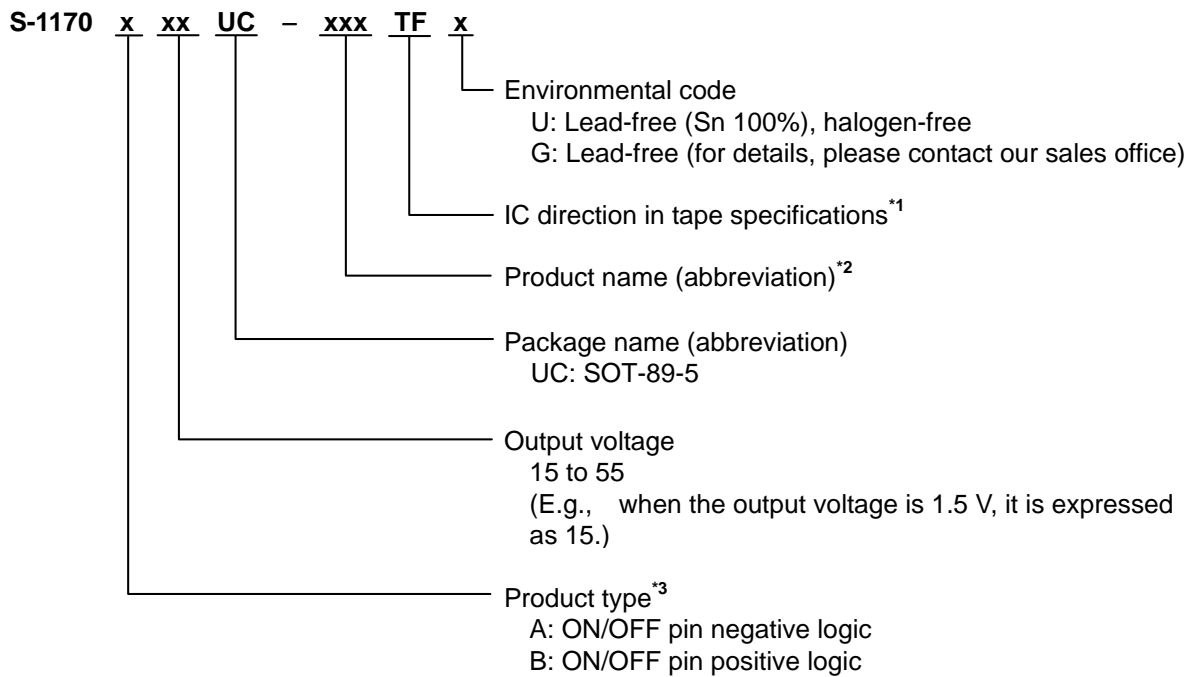 S-1170 x xx UC – xxx TF x
Environmental code
U: Lead-free (Sn 100%), halogen-free
G: Lead-free (for details, please contact our sales office)
IC direction in tape specifications*1
Product name (abbreviation)*2
Package name (abbreviation)
UC: SOT-89-5
Output voltage
15 to 55
(E.g., when the output voltage is 1.5 V, it is expressed
as 15.)
Product type*3
A: ON/OFF pin negative logic
B: ON/OFF pin positive logic